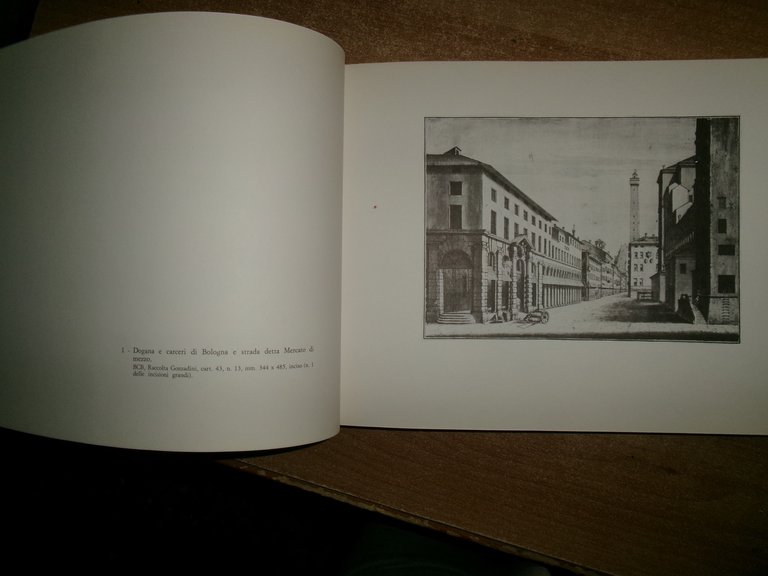 1 - Dogana e carceri di Bologna e strada detta Mercato di
mezzo,
BCB, Raccolta Gozzadini, cart. 43, n. 13, mm. 344 x 485, inciso (n. 1
delle incisioni grandi).